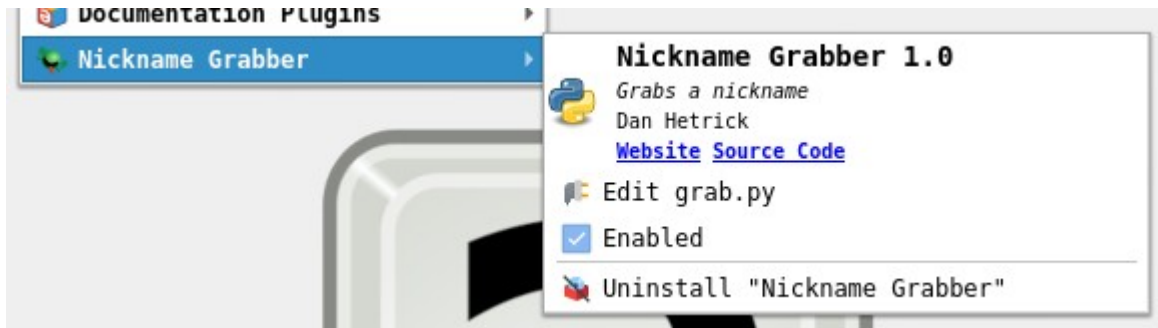 Documentation Plugins
Nickname Grabber
Nickname Grabber 1.0
Grabs a nickname
Dan Hetrick
Website Source Code
Edit grab.py
Enabled
Uninstall "Nickname Grabber"